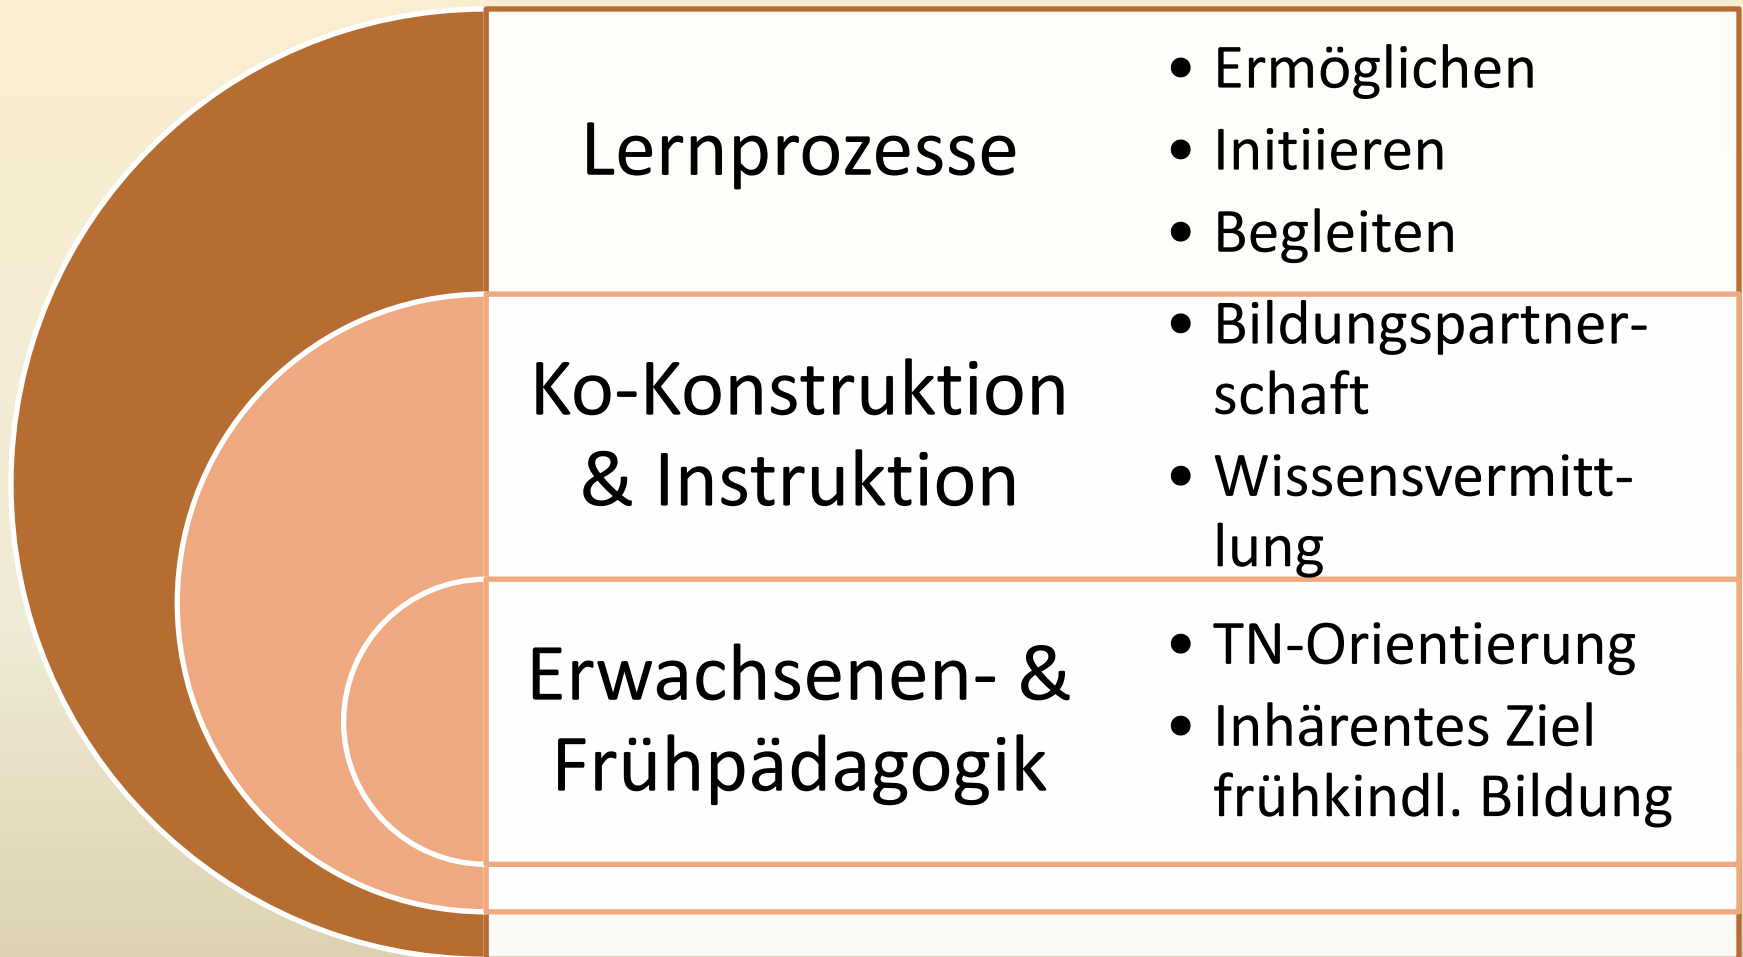 Lernprozesse
• Ermöglichen
• Initiieren
• Begleiten
Ko-Konstruktion
& Instruktion
• Bildungspartner-
schaft
• Wissensvermitt-
lung
Erwachsenen- &
Frühpädagogik
• TN-Orientierung
• Inhärentes Ziel
frühkindl. Bildung